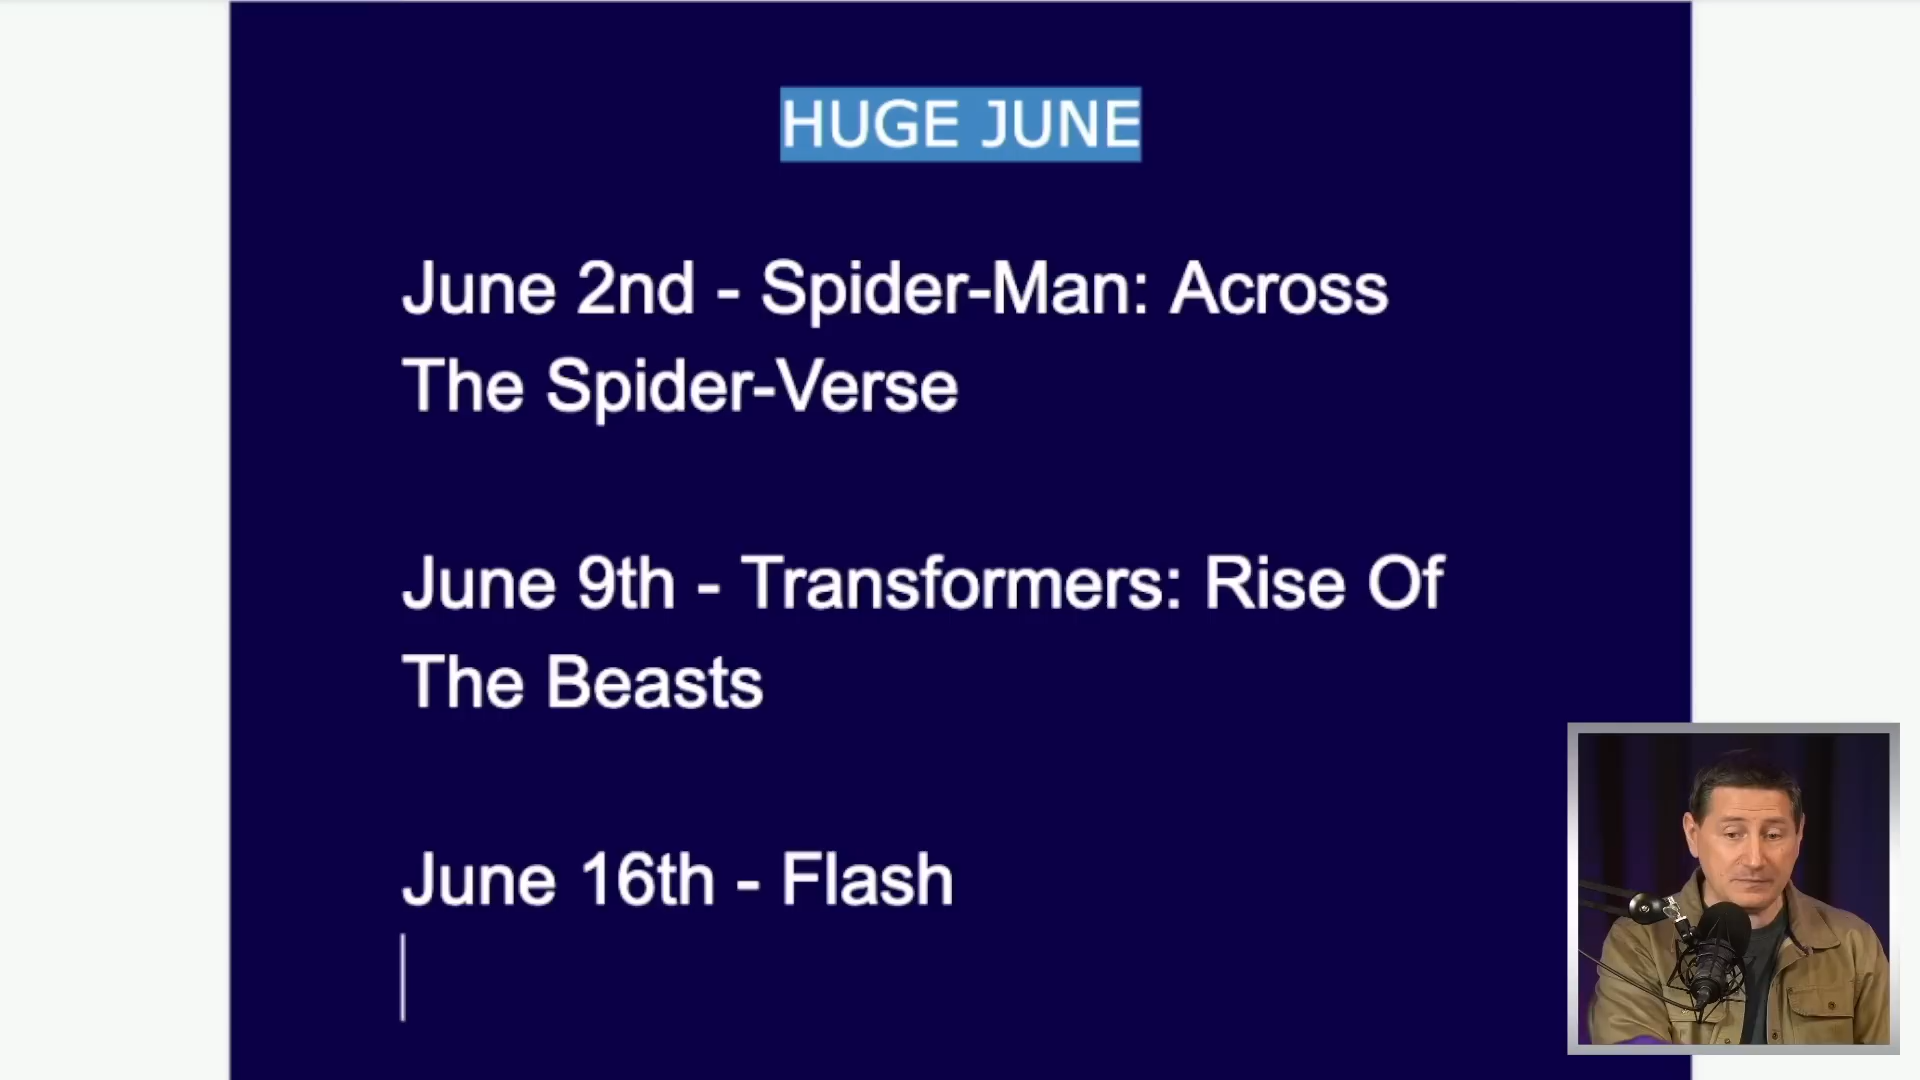 HUGE JUNE
June 2nd - Spider-Man: Across
The Spider-Verse
June 9th - Transformers: Rise Of
The Beasts
June 16th - Flash